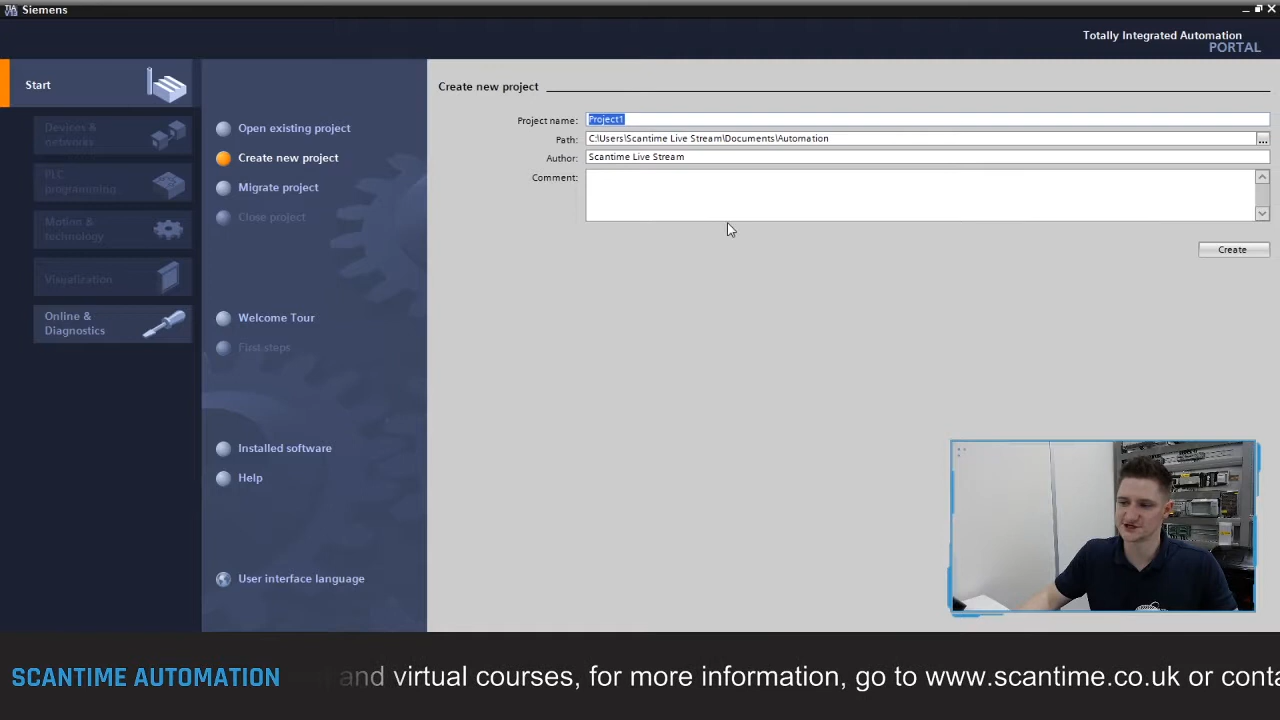 Siemens
Totally Integrated Automation
PORTAL
Start
Devices &
networks
PLC
programming
Motion &
technology
Visualization
Online &
Diagnostics
Open existing project
Create new project
Migrate project
Close project
Welcome Tour
First steps
Installed software
Help
User interface language
Create new project
Project name: Project1
Path: C:\Users\Scantime Live Stream\Documents\Automation
...
Author: Scantime Live Stream
Comment:
Create
SCANTIME AUTOMATION
and virtual courses, for more information, go to www.scantime.co.uk or conta